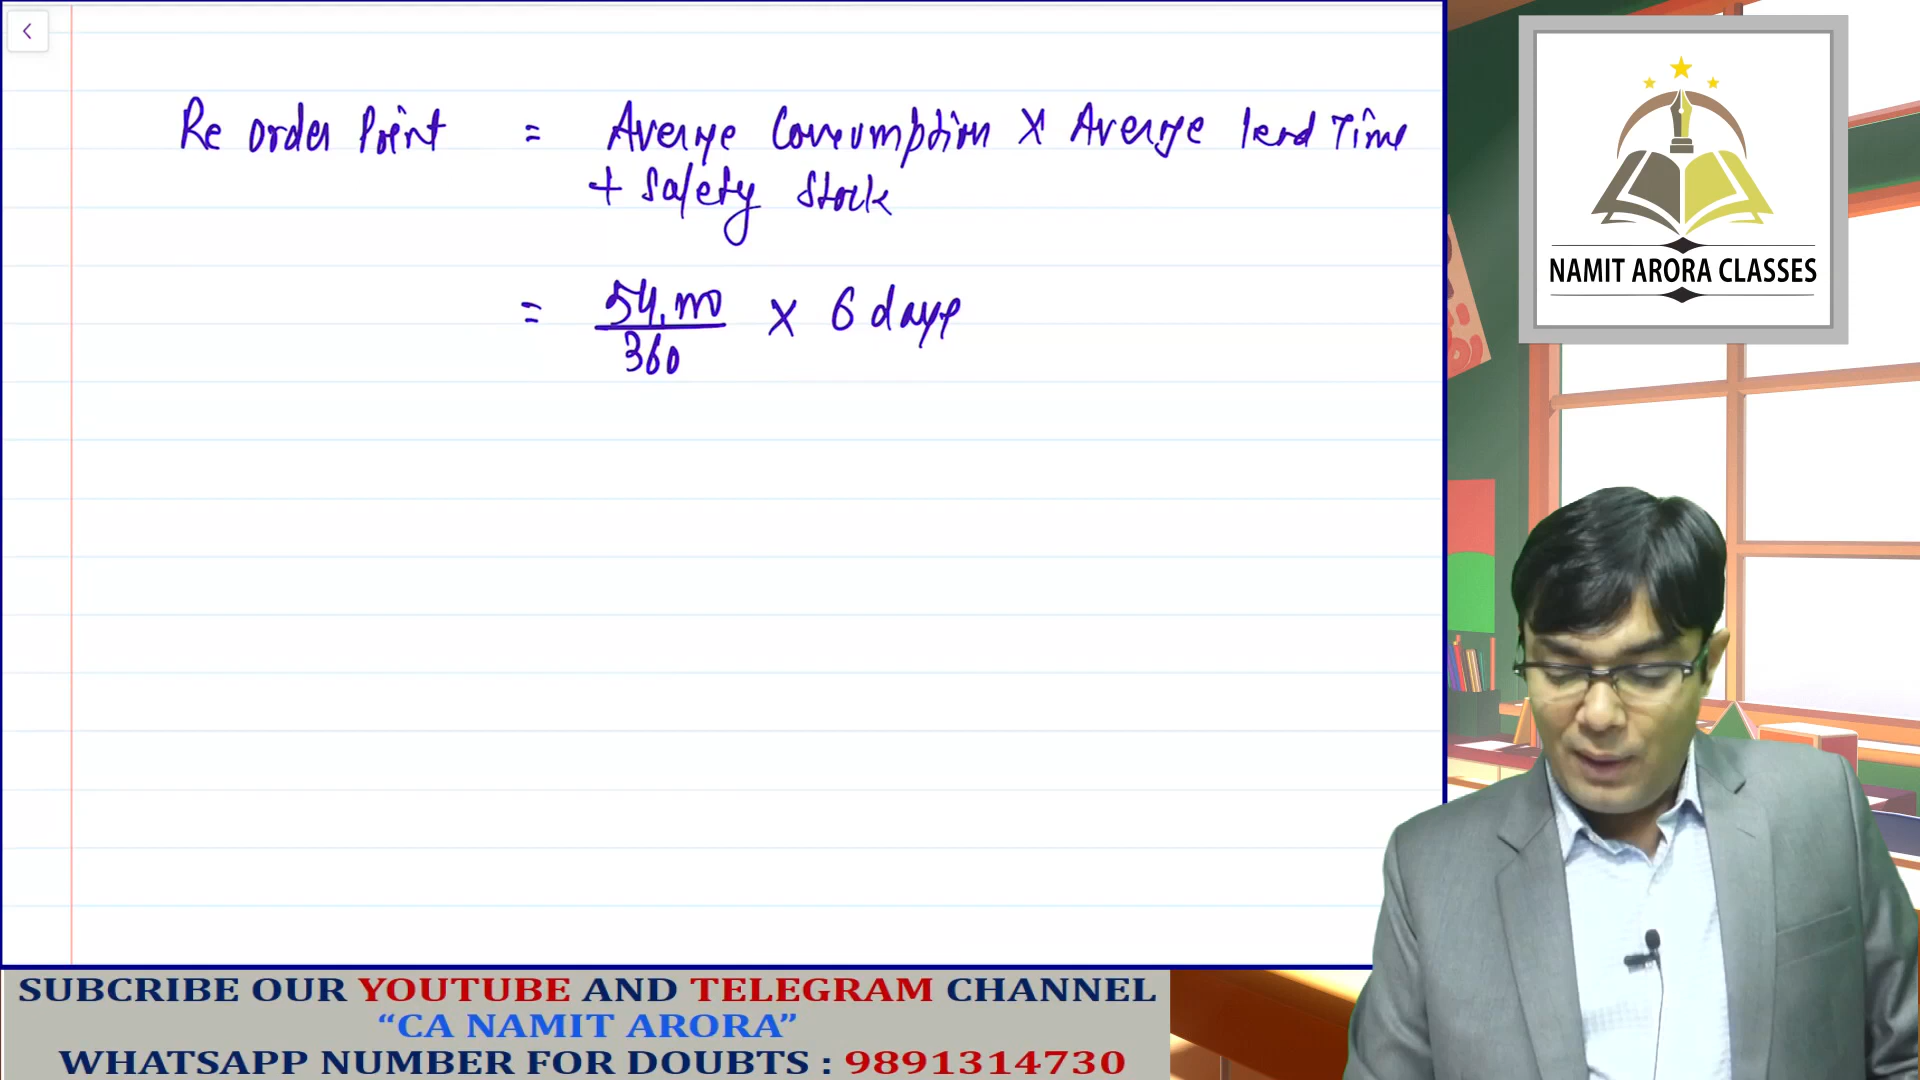 Re order Point = Average Consumption X Average lead Time
+ Safety Stock
= 54,000 / 360 X 6 days
NAMIT ARORA CLASSES
SUBCRIBE OUR YOUTUBE AND TELEGRAM CHANNEL
“CA NAMIT ARORA”
WHATSAPP NUMBER FOR DOUBTS : 9891314730